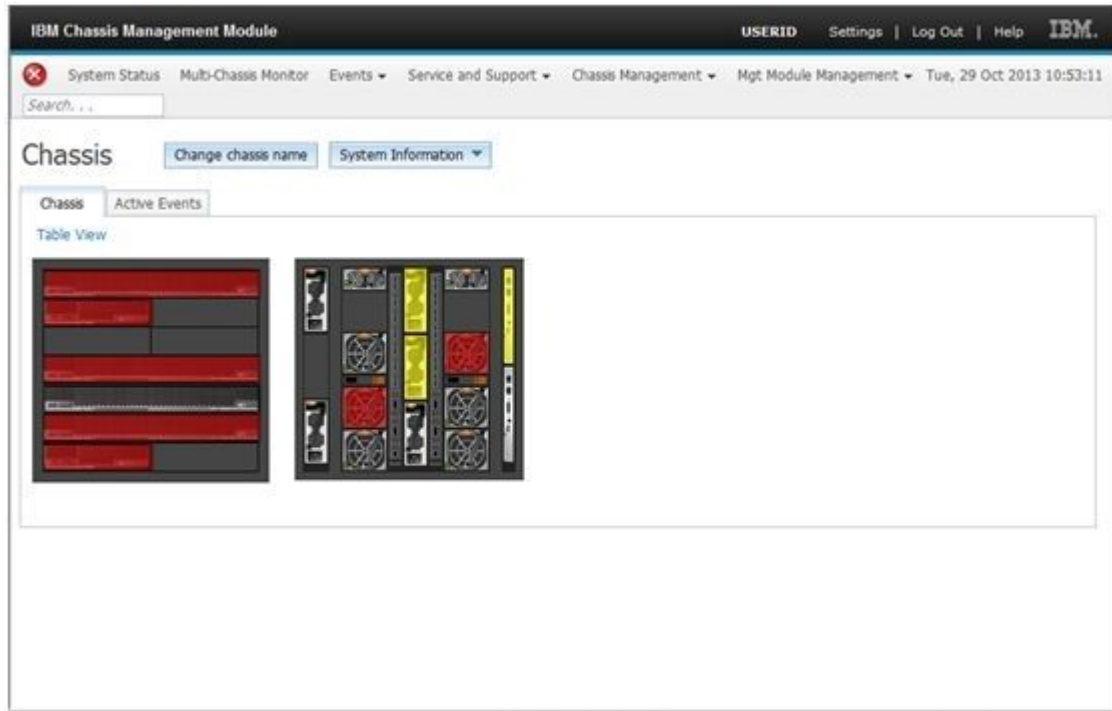 IBM Chassis Management Module USERID Settings | Log Out | Help IBM.
System Status Multi-Chassis Monitor Events Service and Support Chassis Management Mgt Module Management Tue, 29 Oct 2013 10:53:11
Search. . .
Chassis Change chassis name System Information
Chassis Active Events
Table View